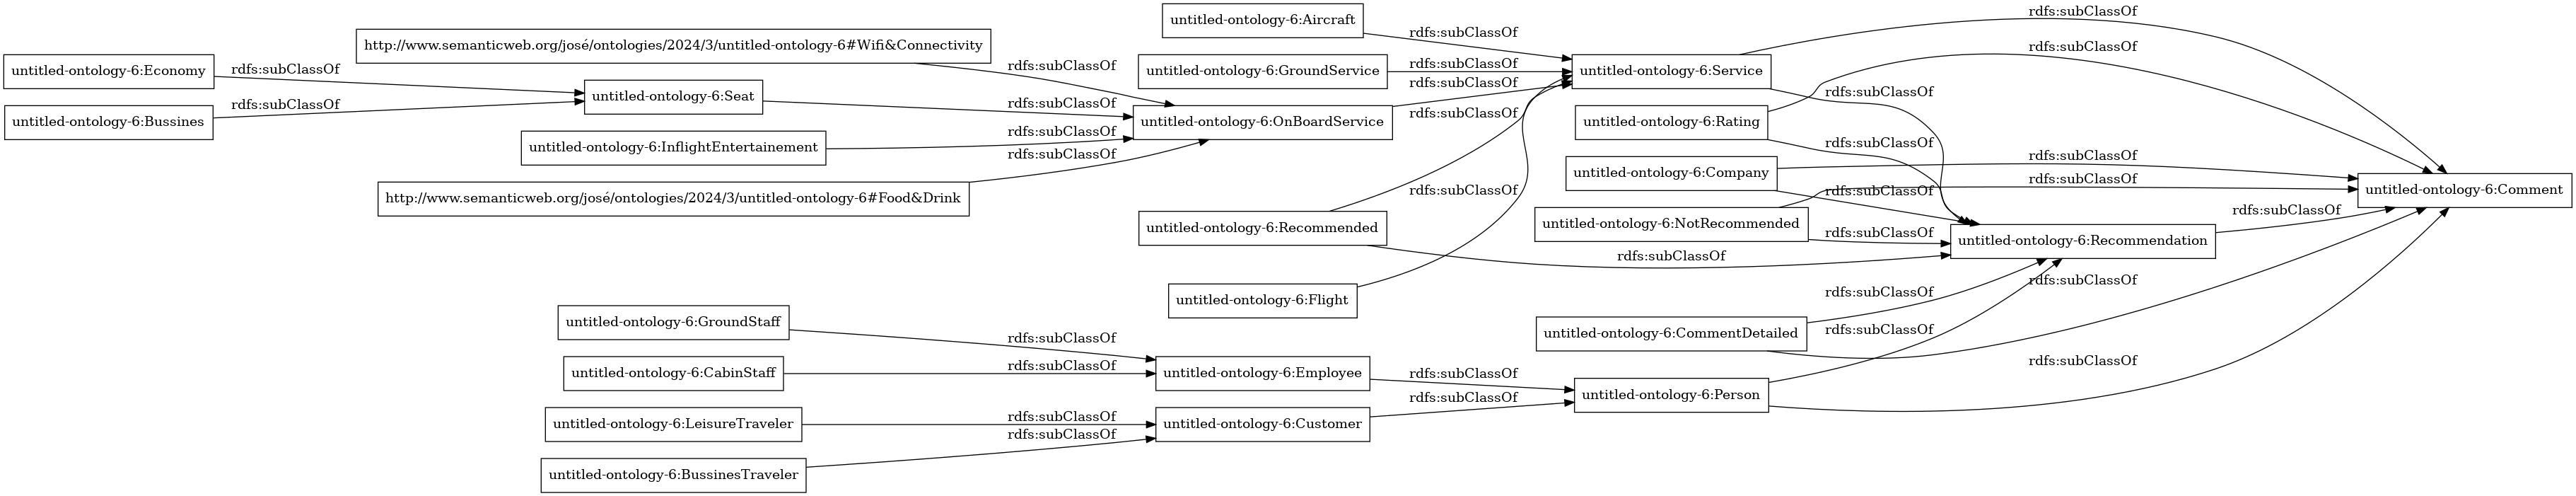 untitled-ontology-6:Economy
untitled-ontology-6:Bussines
rdfs:subClassOf
rdfs:subClassOf
http://www.semanticweb.org/josé/ontologies/2024/3/untitled-ontology-6#Wifi&Connectivity
untitled-ontology-6:Seat
untitled-ontology-6:InflightEntertainement
http://www.semanticweb.org/josé/ontologies/2024/3/untitled-ontology-6#Food&Drink
untitled-ontology-6:GroundStaff
untitled-ontology-6:CabinStaff
untitled-ontology-6:LeisureTraveler
untitled-ontology-6:BussinesTraveler
rdfs:subClassOf
rdfs:subClassOf
rdfs:subClassOf
rdfs:subClassOf
rdfs:subClassOf
rdfs:subClassOf
rdfs:subClassOf
rdfs:subClassOf
untitled-ontology-6:Aircraft
untitled-ontology-6:GroundService
untitled-ontology-6:OnBoardService
untitled-ontology-6:Recommended
untitled-ontology-6:Flight
untitled-ontology-6:Employee
untitled-ontology-6:Customer
rdfs:subClassOf
rdfs:subClassOf
rdfs:subClassOf
rdfs:subClassOf
rdfs:subClassOf
rdfs:subClassOf
rdfs:subClassOf
untitled-ontology-6:Service
untitled-ontology-6:Rating
untitled-ontology-6:Company
untitled-ontology-6:NotRecommended
rdfs:subClassOf
untitled-ontology-6:CommentDetailed
untitled-ontology-6:Person
rdfs:subClassOf
rdfs:subClassOf
rdfs:subClassOf
rdfs:subClassOf
rdfs:subClassOf
rdfs:subClassOf
untitled-ontology-6:Recommendation
rdfs:subClassOf
rdfs:subClassOf
rdfs:subClassOf
rdfs:subClassOf
rdfs:subClassOf
rdfs:subClassOf
rdfs:subClassOf
untitled-ontology-6:Comment